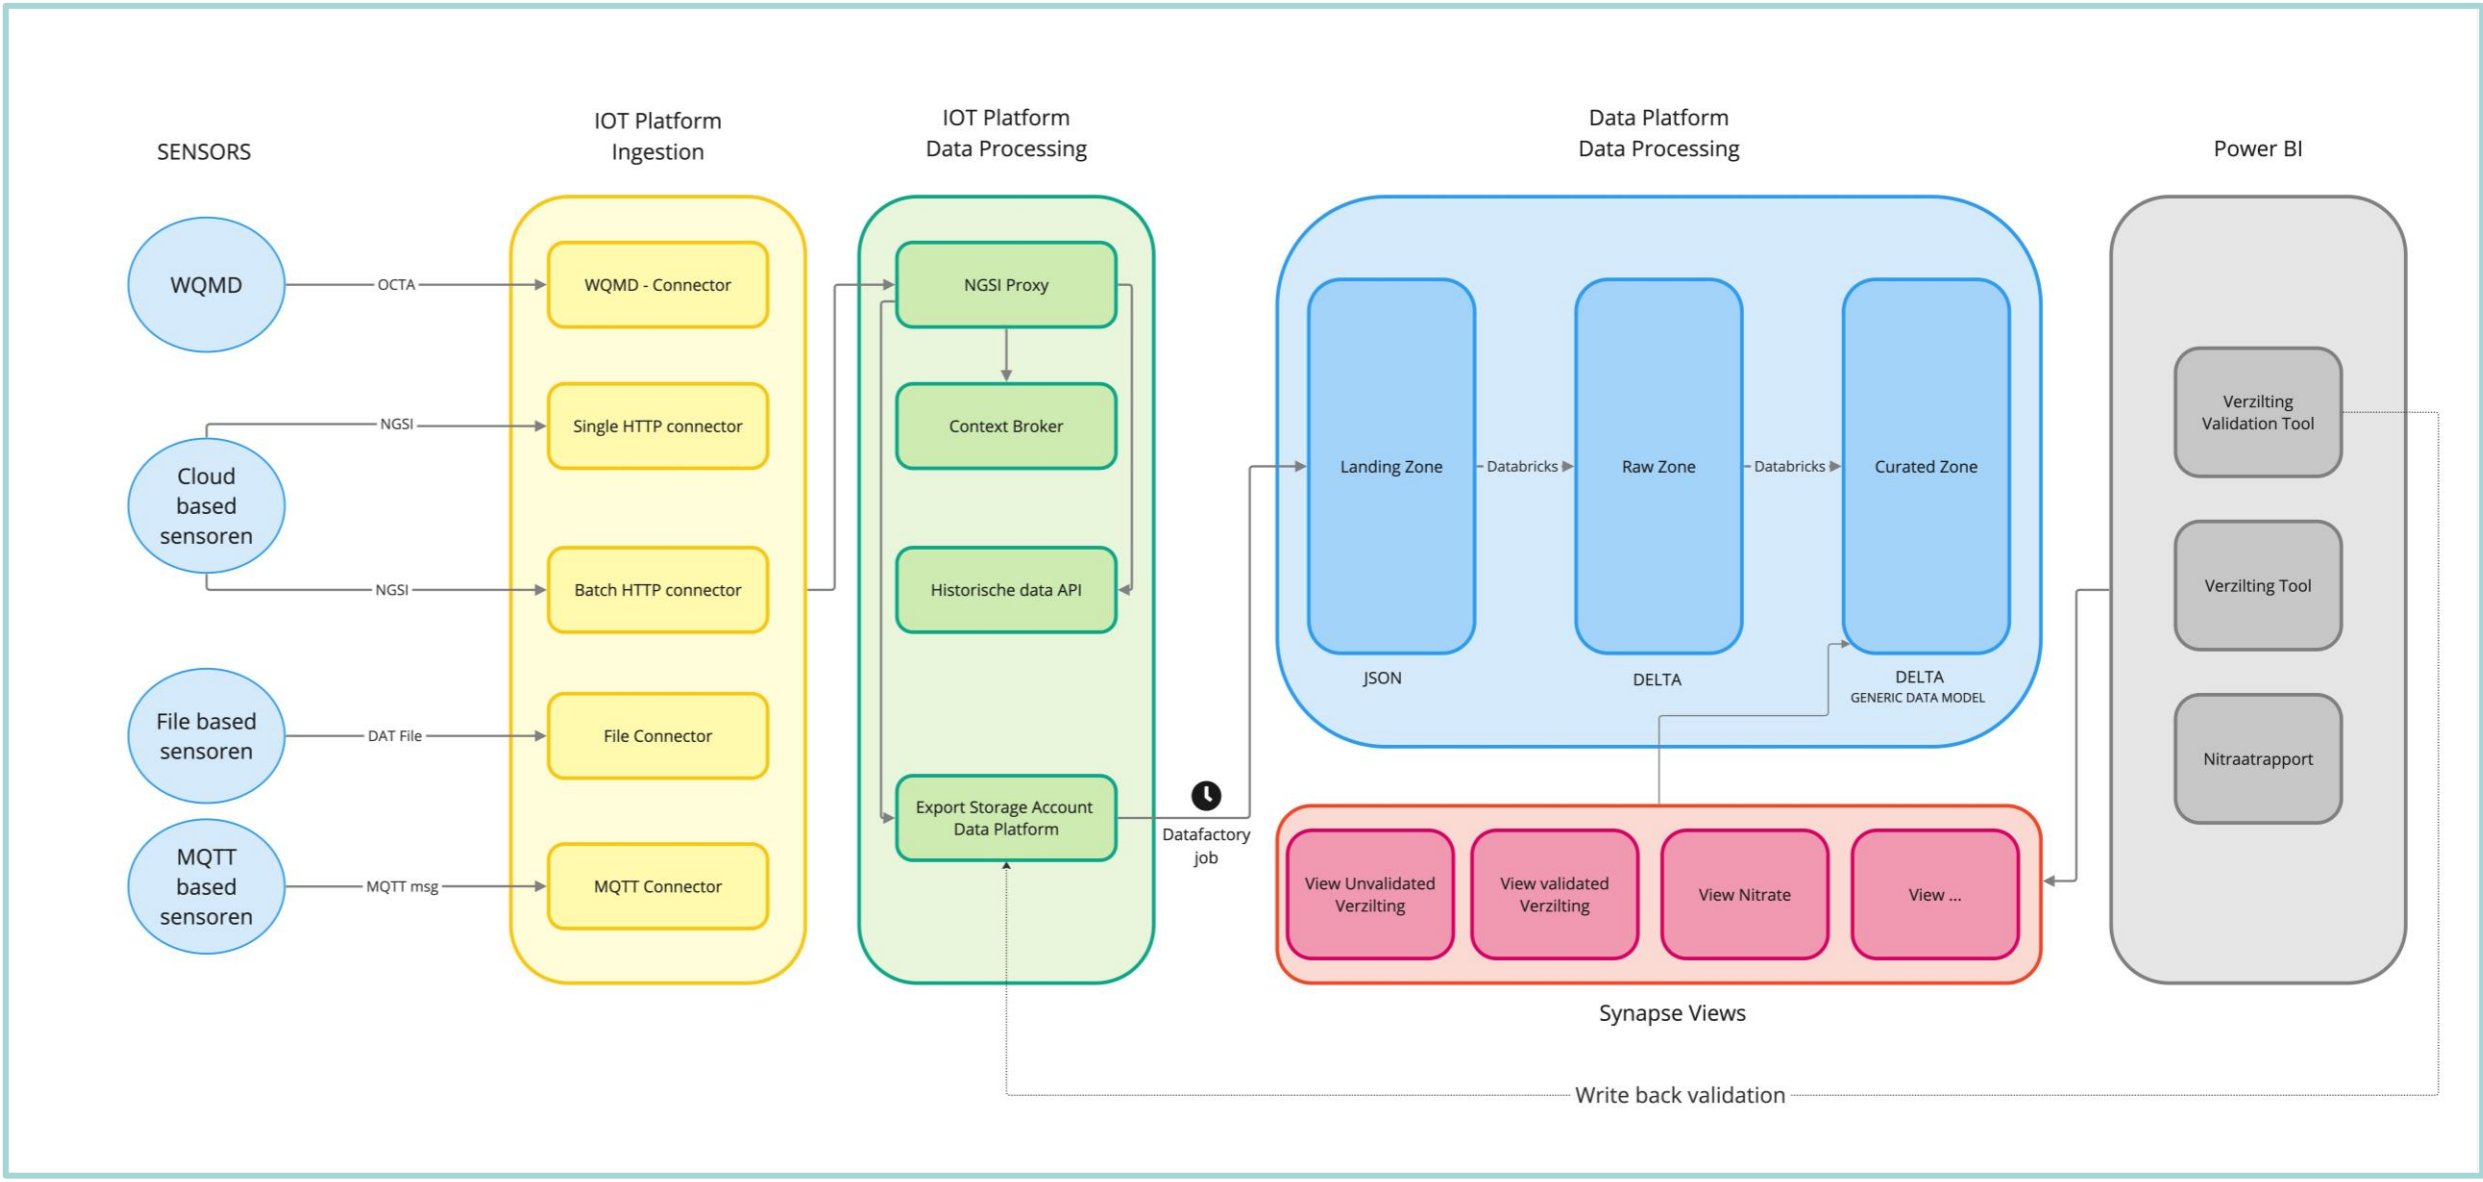 SENSORS
WQMD
Cloud
based
sensoren
File based
sensoren
MQTT
based
sensoren
OCTA
NGSI
NGSI
DAT File
MQTT msg
IOT Platform
Ingestion
WQMD - Connector
Single HTTP connector
Batch HTTP connector
File Connector
MQTT Connector
IOT Platform
Data Processing
NGSI Proxy
Context Broker
Historische data API
Export Storage Account
Data Platform
Datafactory
job
Data Platform
Data Processing
Landing Zone
Databricks
Raw Zone
Databricks
Curated Zone
JSON
DELTA
DELTA
GENERIC DATA MODEL
View Unvalidated
Verzilting
View validated
Verzilting
View Nitrate
View ...
Synapse Views
Power BI
Verzilting
Validation Tool
Verzilting Tool
Nitraatrapport
Write back validation